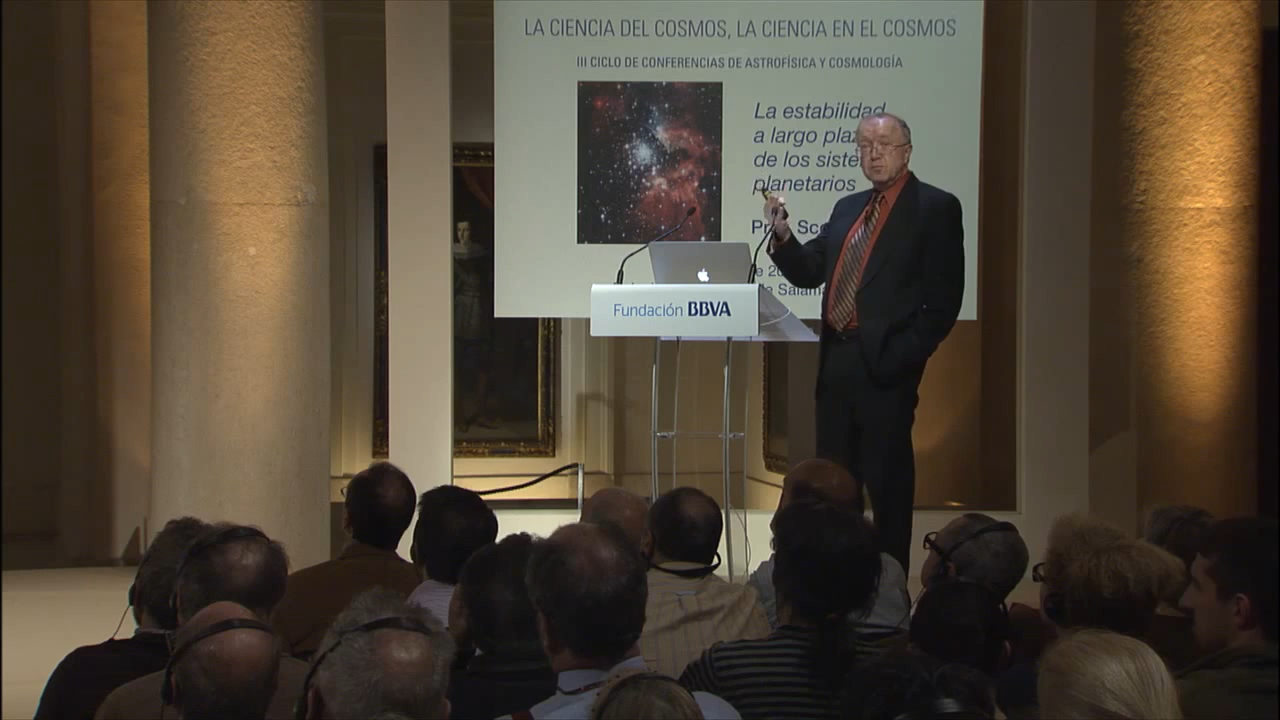 LA CIENCIA DEL COSMOS, LA CIENCIA EN EL COSMOS
III CICLO DE CONFERENCIAS DE ASTROFÍSICA Y COSMOLOGÍA
La estabilidad
a largo
de los
planetarios
Fundación BBVA